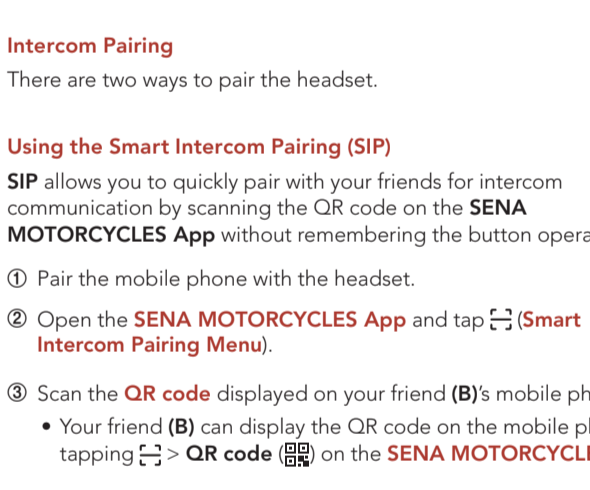 Intercom Pairing
There are two ways to pair the headset.
Using the Smart Intercom Pairing (SIP)
SIP allows you to quickly pair with your friends for intercom
communication by scanning the QR code on the SENA
MOTORCYCLES App without remembering the button opera
① Pair the mobile phone with the headset.
② Open the SENA MOTORCYCLES App and tap (Smart
Intercom Pairing Menu).
③ Scan the QR code displayed on your friend (B)'s mobile ph
• Your friend (B) can display the QR code on the mobile p
tapping > QR code ( ) on the SENA MOTORCYCL